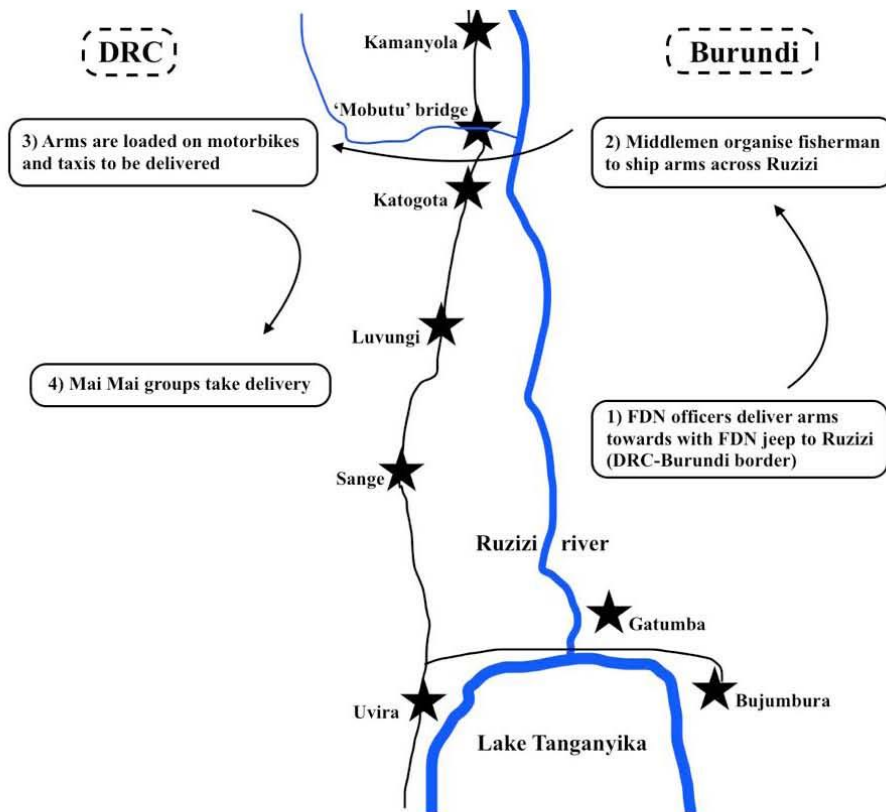 DRC
Burundi
Kamanyola
‘Mobutu’ bridge
3) Arms are loaded on motorbikes
and taxis to be delivered
2) Middlemen organise fisherman
to ship arms across Ruzizi
Katogota
Luvungi
4) Mai Mai groups take delivery
1) FDN officers deliver arms
towards with FDN jeep to Ruzizi
(DRC-Burundi border)
Sange
Ruzizi river
Gatumba
Uvira
Bujumbura
Lake Tanganyika